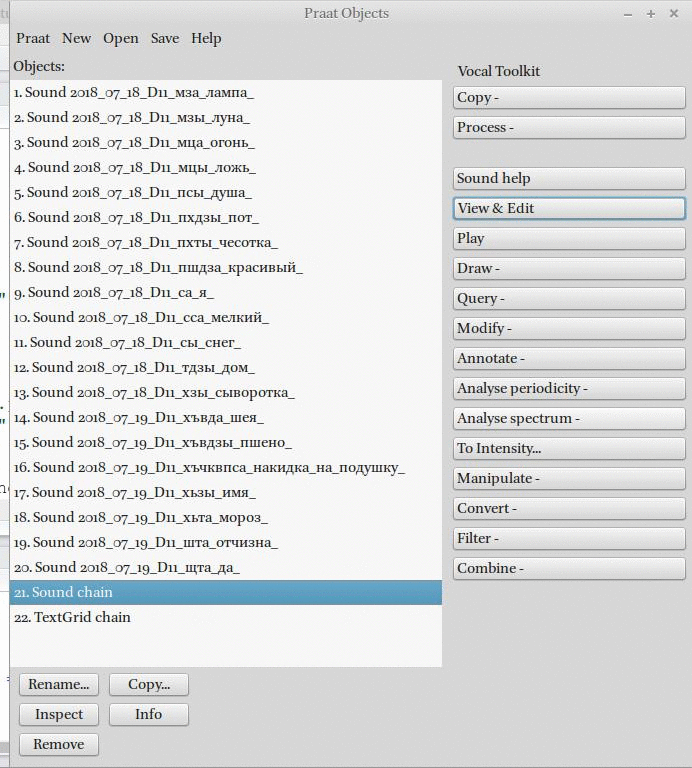 Praat Objects
Praat New Open Save Help
Objects:
1. Sound 2018_07_18_D11_мза_лампа_
2. Sound 2018_07_18_D11_мзы_луна_
3. Sound 2018_07_18_D11_мца_огонь_
4. Sound 2018_07_18_D11_мцы_ложь_
5. Sound 2018_07_18_D11_псы_душа_
6. Sound 2018_07_18_D11_пхдзы_пот_
7. Sound 2018_07_18_D11_пхты_чесотка_
8. Sound 2018_07_18_D11_пшдза_красивый_
9. Sound 2018_07_18_D11_са_я_
10. Sound 2018_07_18_D11_сса_мелкий_
11. Sound 2018_07_18_D11_сы_снег_
12. Sound 2018_07_18_D11_тдзы_дом_
13. Sound 2018_07_18_D11_хзы_сыворотка_
14. Sound 2018_07_19_D11_хъвда_шея_
15. Sound 2018_07_19_D11_хъвдзы_пшено_
16. Sound 2018_07_19_D11_хъчквпса_накидка_на_подушку_
17. Sound 2018_07_19_D11_хьзы_имя_
18. Sound 2018_07_19_D11_хьта_мороз_
19. Sound 2018_07_19_D11_шта_отчизна_
20. Sound 2018_07_19_D11_щта_да_
21. Sound chain
22. TextGrid chain
Rename... Copy...
Inspect Info
Remove
Vocal Toolkit
Copy -
Process -
Sound help
View & Edit
Play
Draw -
Query -
Modify -
Annotate -
Analyse periodicity -
Analyse spectrum -
To Intensity...
Manipulate -
Convert -
Filter -
Combine -